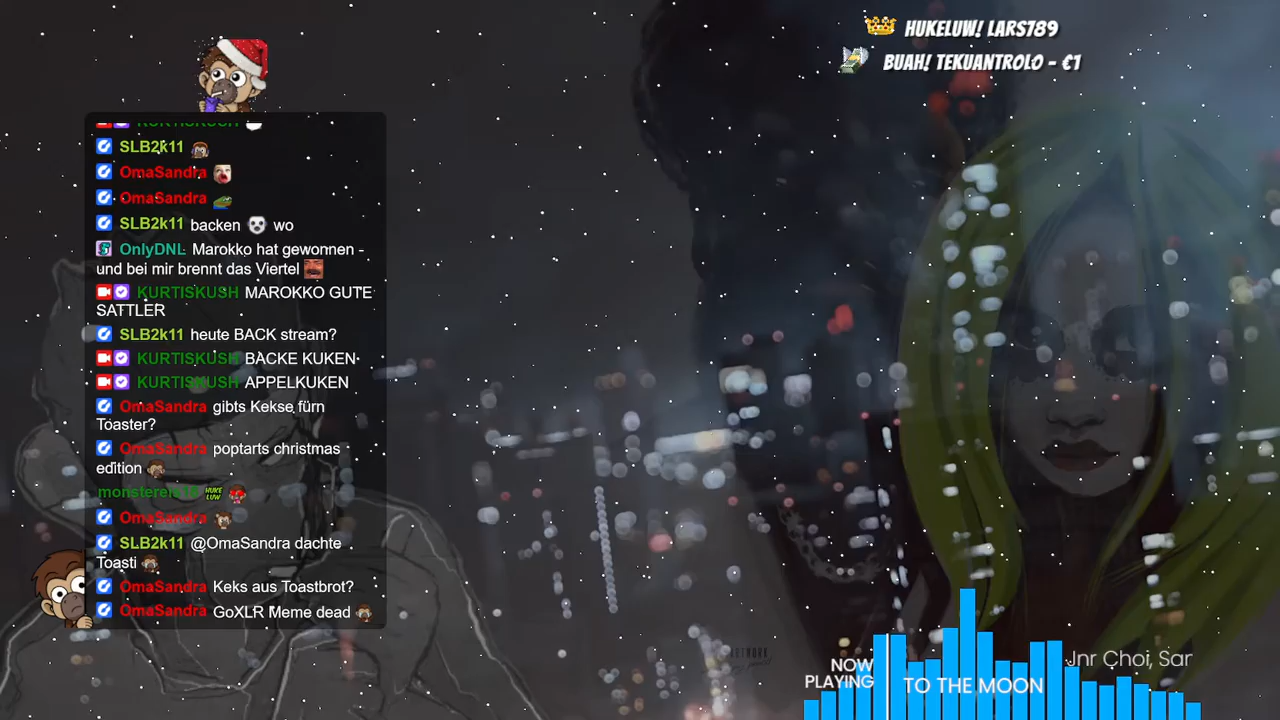 HUKELUW! LARS789
BUAH! TEKUANTROLO - €1
KURTISKUSH
SLB2k11
OmaSandra
OmaSandra
SLB2k11 backen wo
OnlyDNL Marokko hat gewonnen -
und bei mir brennt das Viertel
KURTISKUSH MAROKKO GUTE
SATTLER
SLB2k11 heute BACK stream?
KURTISKUSH BACKE KUKEN
KURTISKUSH APPELKUKEN
OmaSandra gibts Kekse fürn
Toaster?
OmaSandra poptarts christmas
edition
HUKE
LUW
OmaSandra
SLB2k11 @OmaSandra dachte
Toasti
OmaSandra Keks aus Toastbrot?
OmaSandra GoXLR Meme dead
NOW
PLAYING
Jnr Choi, Sar
TO THE MOON